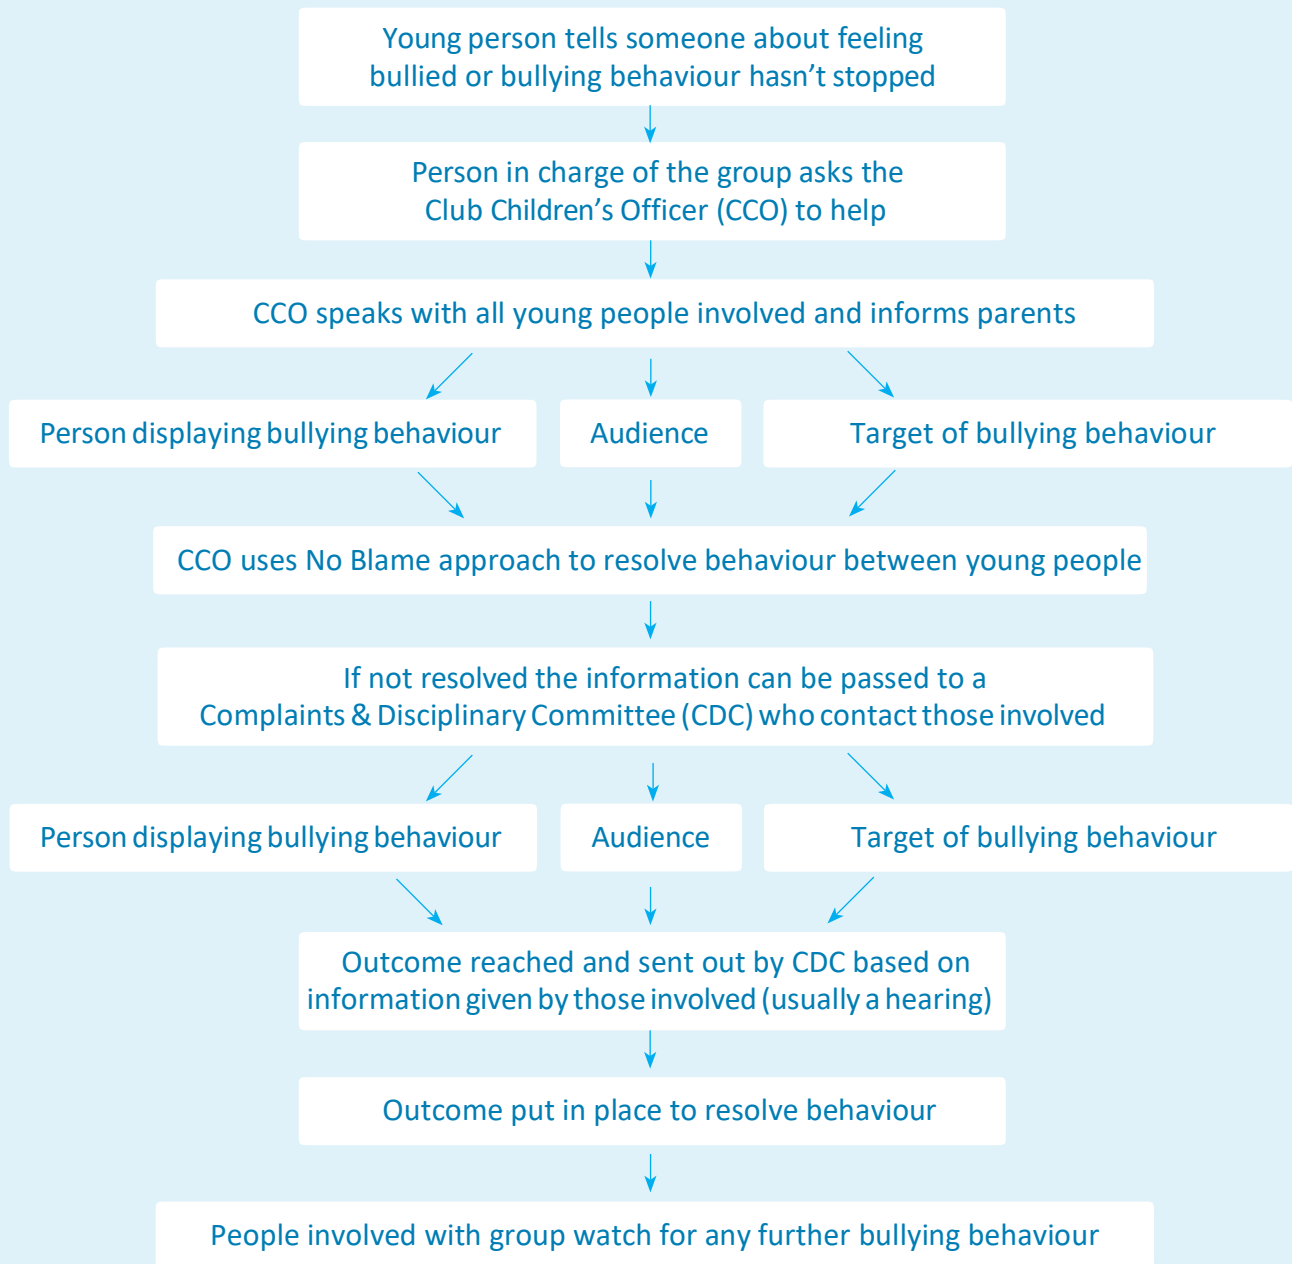 Young person tells someone about feeling
bullied or bullying behaviour hasn’t stopped
Person in charge of the group asks the
Club Children’s Officer (CCO) to help
CCO speaks with all young people involved and informs parents
Person displaying bullying behaviour
Audience
Target of bullying behaviour
CCO uses No Blame approach to resolve behaviour between young people
If not resolved the information can be passed to a
Complaints & Disciplinary Committee (CDC) who contact those involved
Person displaying bullying behaviour
Audience
Target of bullying behaviour
Outcome reached and sent out by CDC based on
information given by those involved (usually a hearing)
Outcome put in place to resolve behaviour
People involved with group watch for any further bullying behaviour